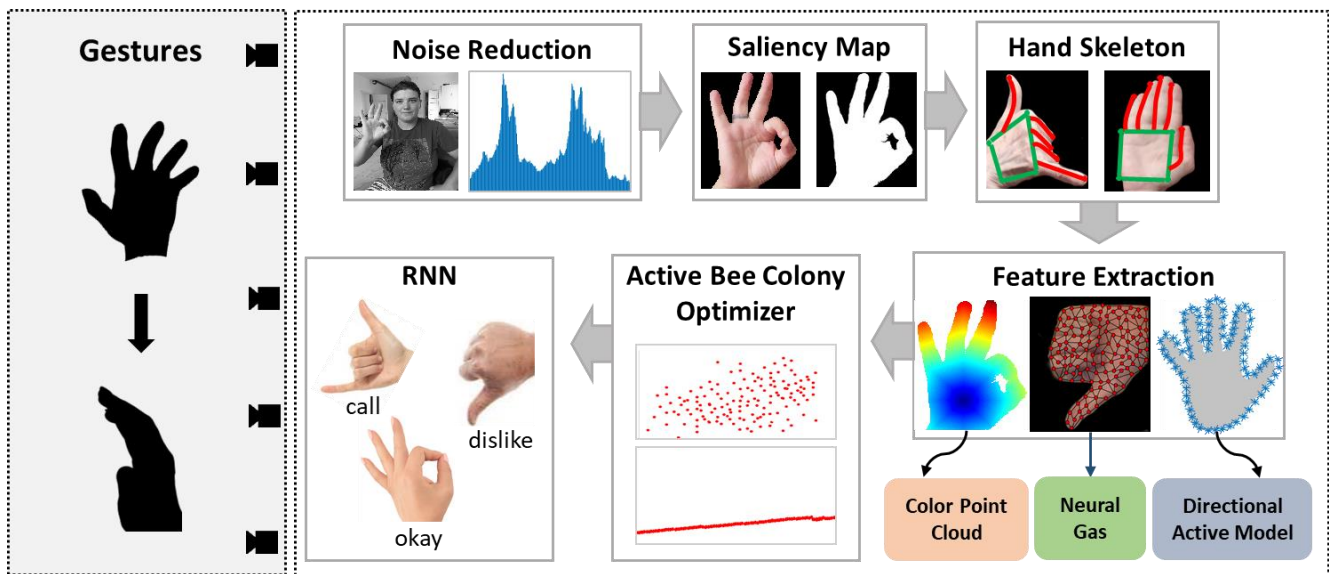 Gestures
Noise Reduction
Saliency Map
Hand Skeleton
RNN
call
dislike
okay
Active Bee Colony
Optimizer
Feature Extraction
Color Point
Cloud
Neural
Gas
Directional
Active Model